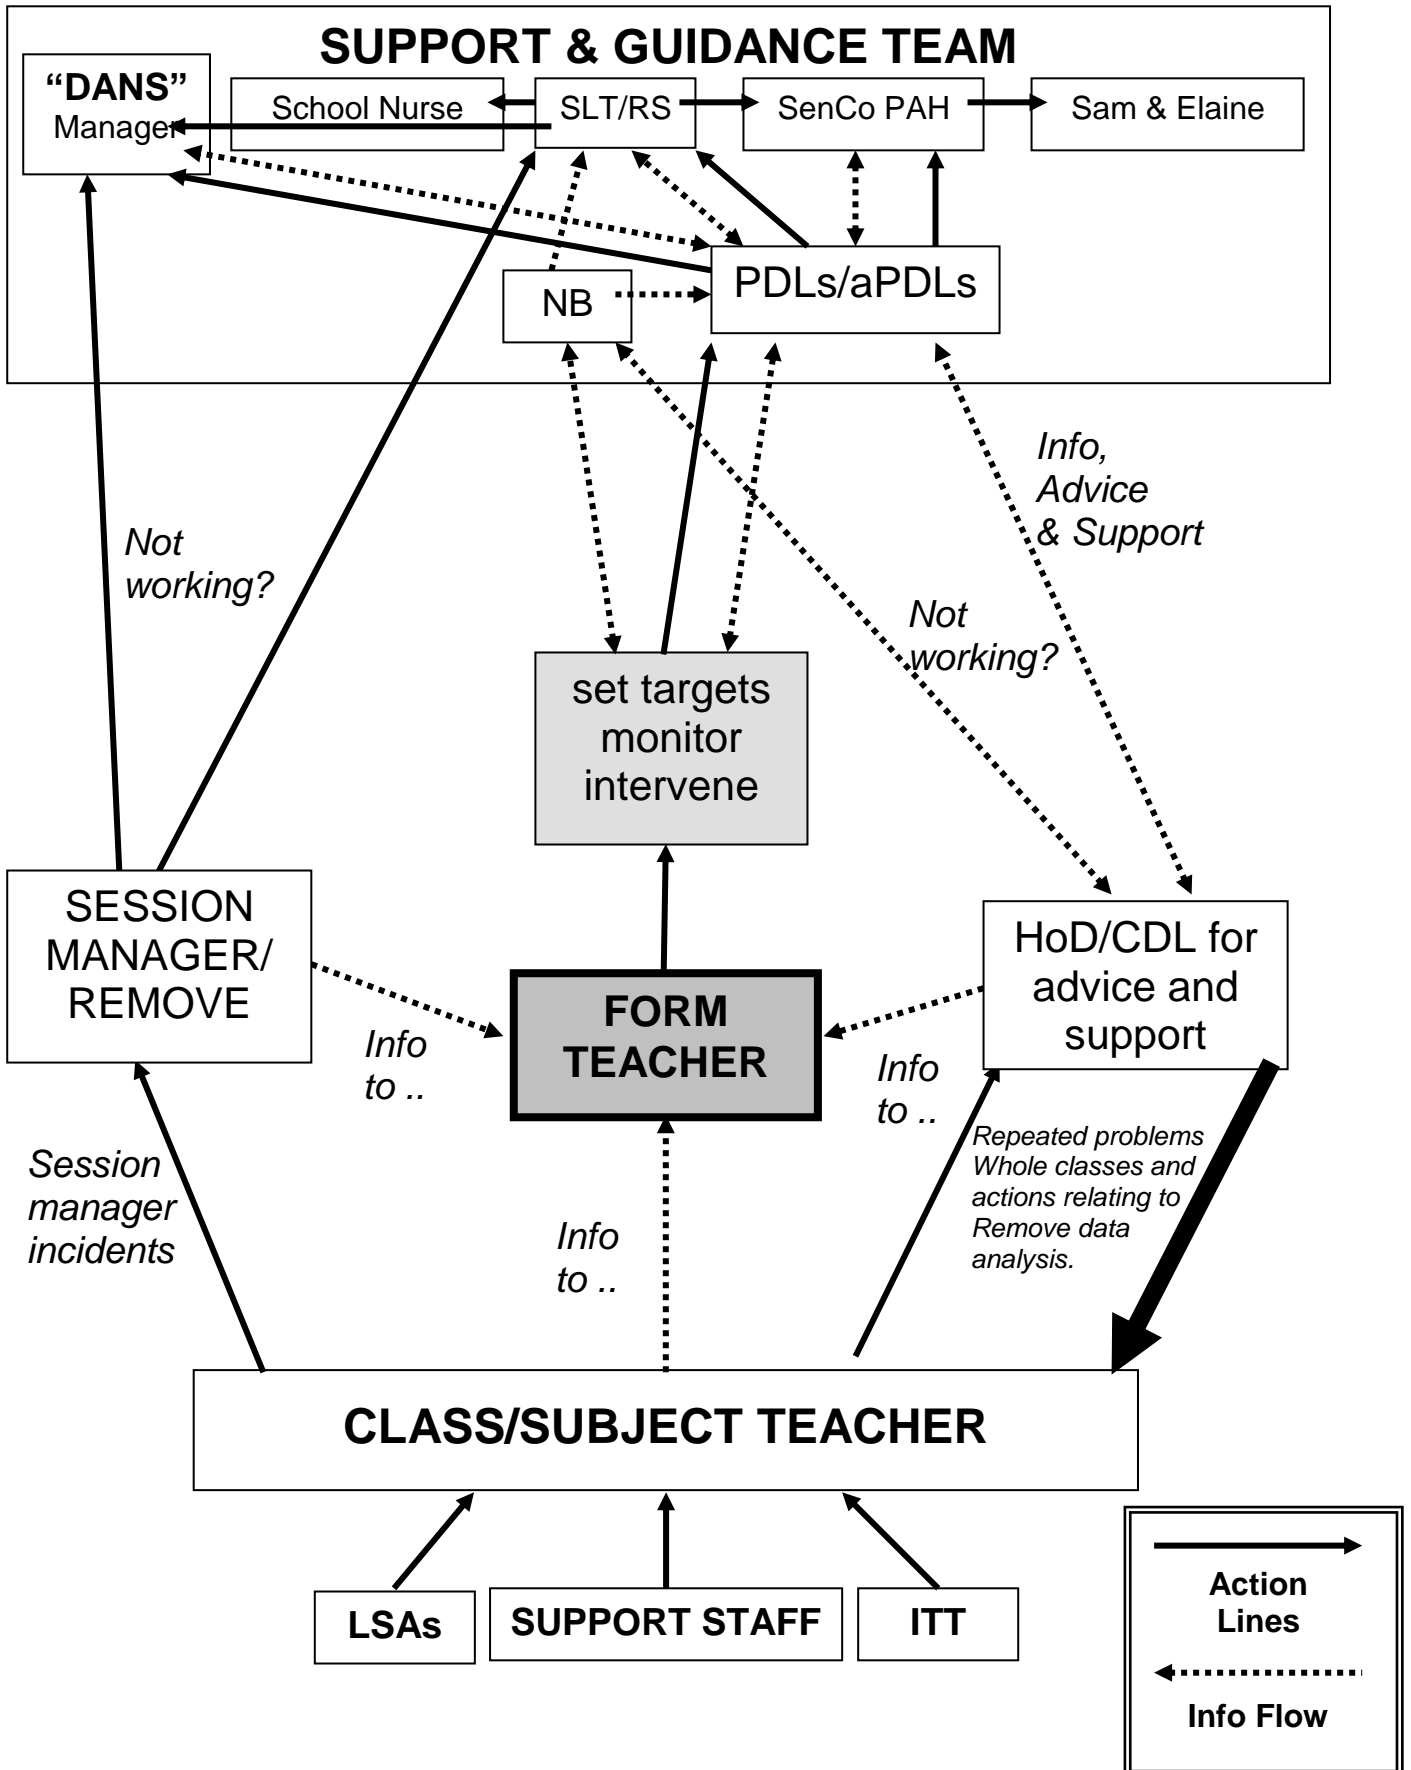 SUPPORT & GUIDANCE TEAM
“DANS”
Manager
School Nurse
SLT/RS
SenCo PAH
Sam & Elaine
NB
PDLs/aPDLs
Info,
Advice
& Support
Not
working?
Not
working?
set targets
monitor
intervene
SESSION
MANAGER/
REMOVE
HoD/CDL for
advice and
support
FORM
TEACHER
Info
to ..
Info
to ..
Repeated problems
Whole classes and
actions relating to
Remove data
analysis.
Session
manager
incidents
Info
to ..
CLASS/SUBJECT TEACHER
LSAs
SUPPORT STAFF
ITT
Action
Lines
Info Flow